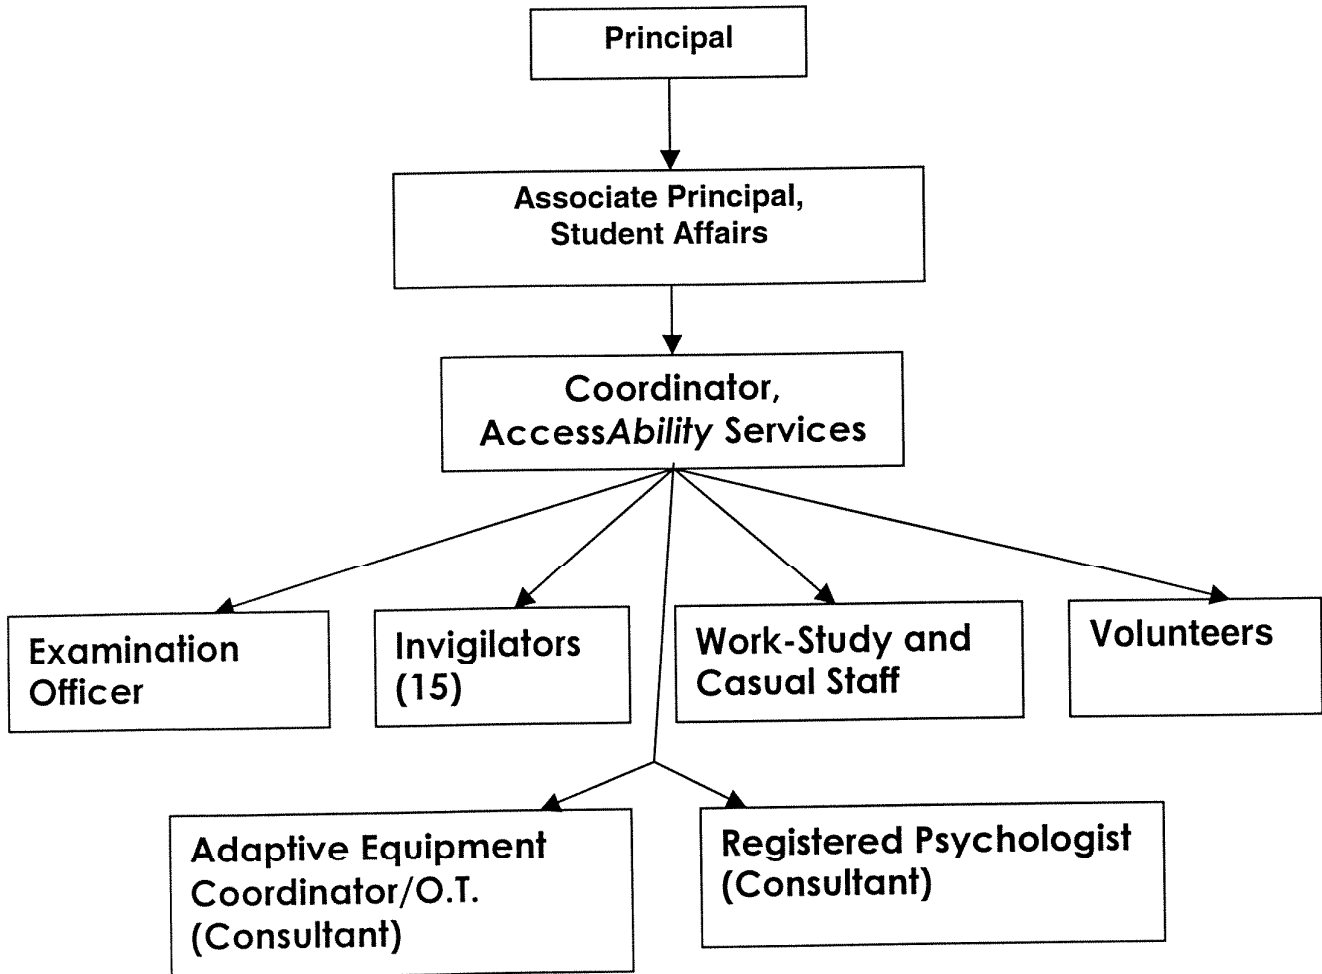 Principal
Associate Principal,
Student Affairs
Coordinator,
AccessAbility Services
Examination
Officer
Invigilators
(15)
Work-Study and
Casual Staff
Volunteers
Adaptive Equipment
Coordinator/O.T.
(Consultant)
Registered Psychologist
(Consultant)